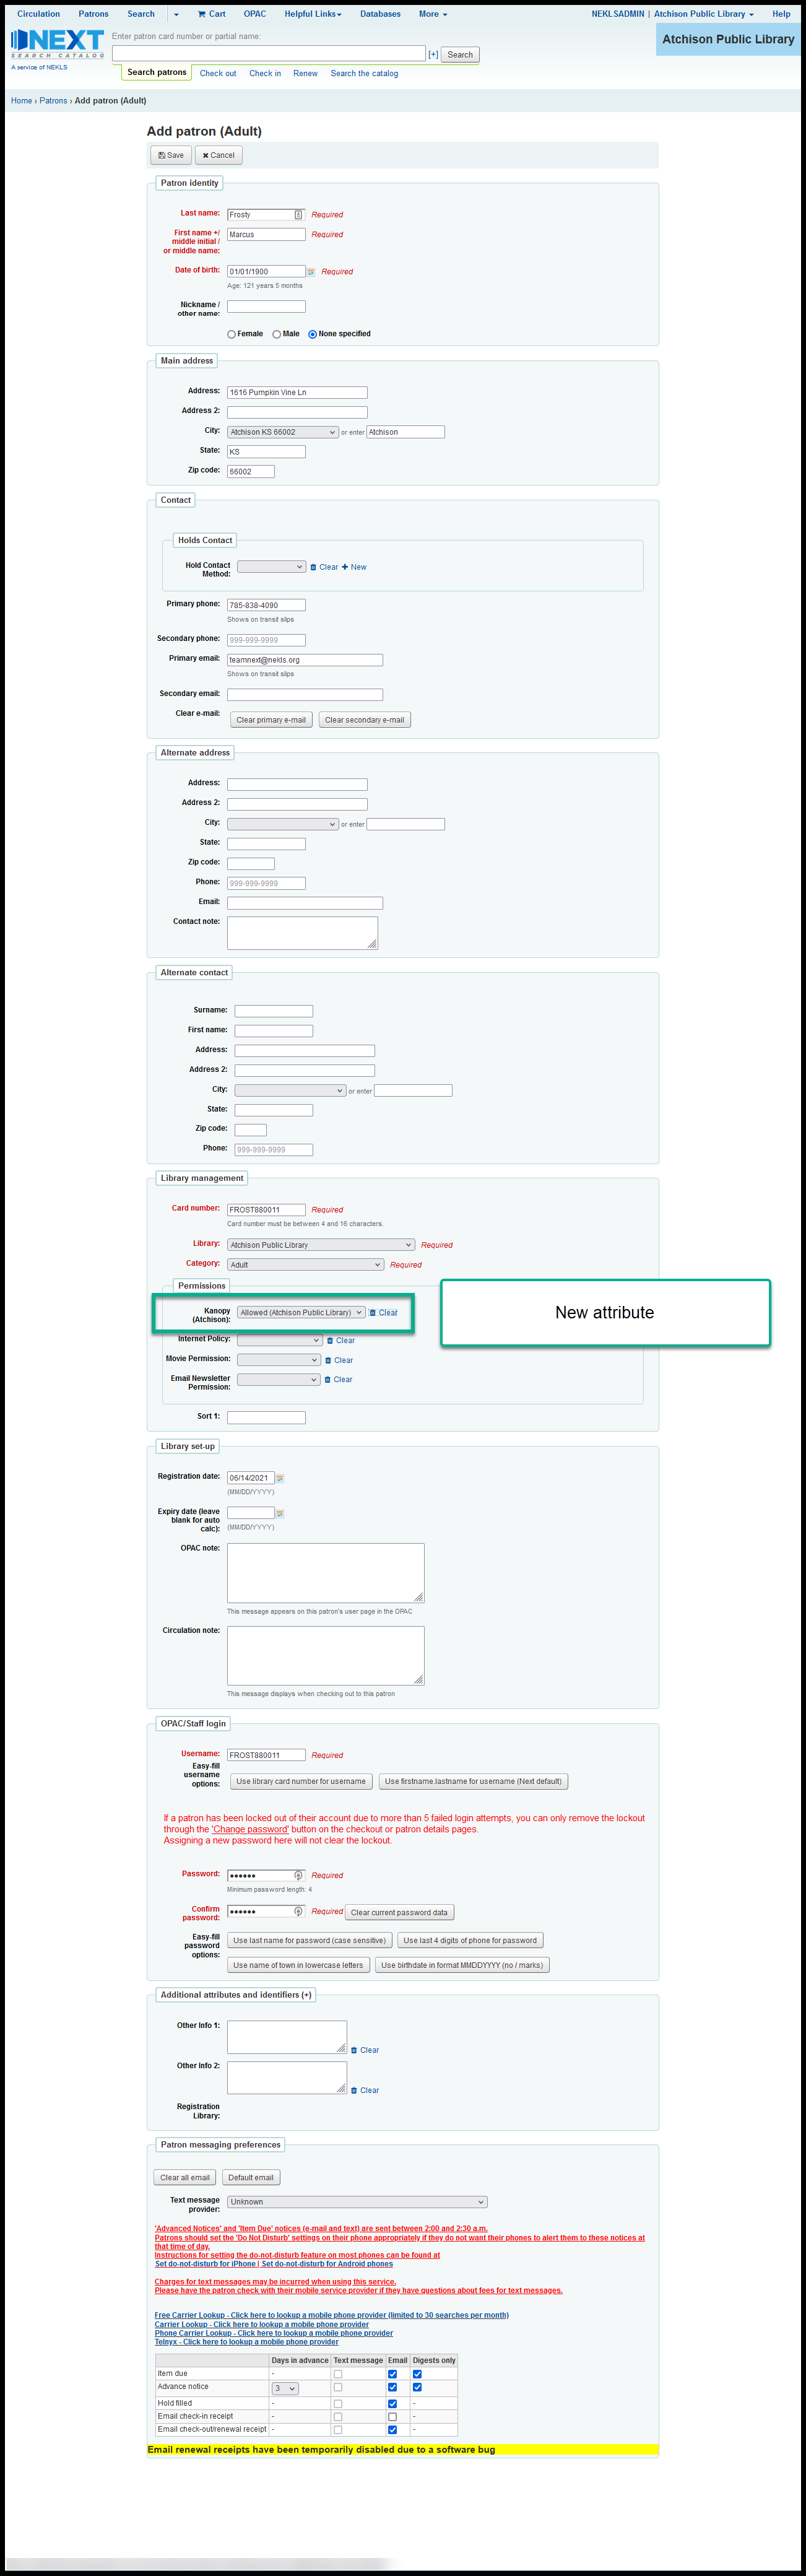 Circulation Patrons Search Cart OPAC Helpful Links Databases More NEKLSADMIN | Atchison Public Library Help
NEXT
SEARCH CATALOG
A service of NEKLS
Enter patron card number or partial name:
[+] Search
Search patrons Check out Check in Renew Search the catalog
Atchison Public Library
Home › Patrons › Add patron (Adult)
Add patron (Adult)
Save Cancel
Patron identity
Last name: Frosty Required
First name +/ middle initial / or middle name: Marcus Required
Date of birth: 01/01/1900 Required
Age: 121 years 5 months
Nickname / other name:
Female Male None specified
Main address
Address: 1616 Pumpkin Vine Ln
Address 2:
City: Atchison KS 66002 or enter Atchison
State: KS
Zip code: 66002
Contact
Holds Contact
Hold Contact Method: Clear + New
Primary phone: 785-838-4090
Shows on transit slips
Secondary phone: 999-999-9999
Primary email: teamnext@nekls.org
Shows on transit slips
Secondary email:
Clear e-mail: Clear primary e-mail Clear secondary e-mail
Alternate address
Address:
Address 2:
City: or enter
State:
Zip code:
Phone: 999-999-9999
Email:
Contact note:
Alternate contact
Surname:
First name:
Address:
Address 2:
City: or enter
State:
Zip code:
Phone: 999-999-9999
Library management
Card number: FROST880011 Required
Card number must be between 4 and 16 characters.
Library: Atchison Public Library Required
Category: Adult Required
Permissions
Kanopy (Atchison): Allowed (Atchison Public Library) Clear
New attribute
Internet Policy: Clear
Movie Permission: Clear
Email Newsletter Permission: Clear
Sort 1:
Library set-up
Registration date: 06/14/2021
(MM/DD/YYYY)
Expiry date (leave blank for auto calc):
(MM/DD/YYYY)
OPAC note:
This message appears on this patron's user page in the OPAC
Circulation note:
This message displays when checking out to this patron
OPAC/Staff login
Username: FROST880011 Required
Easy-fill username options: Use library card number for username Use firstname.lastname for username (Next default)
If a patron has been locked out of their account due to more than 5 failed login attempts, you can only remove the lockout
through the 'Change password' button on the checkout or patron details pages.
Assigning a new password here will not clear the lockout.
Password: •••••• Required
Minimum password length: 4
Confirm password: •••••• Required Clear current password data
Easy-fill password options: Use last name for password (case sensitive) Use last 4 digits of phone for password
Use name of town in lowercase letters Use birthdate in format MMDDYYYY (no / marks)
Additional attributes and identifiers (+)
Other Info 1: Clear
Other Info 2: Clear
Registration Library:
Patron messaging preferences
Clear all email Default email
Text message provider: Unknown
'Advanced Notices' and 'Item Due' notices (e-mail and text) are sent between 2:00 and 2:30 a.m.
Patrons should set the 'Do Not Disturb' settings on their phone appropriately if they do not want their phones to alert them to these notices at
that time of day.
Instructions for setting the do-not-disturb feature on most phones can be found at
Set do-not-disturb for iPhone | Set do-not-disturb for Android phones
Charges for text messages may be incurred when using this service.
Please have the patron check with their mobile service provider if they have questions about fees for text messages.
Free Carrier Lookup - Click here to lookup a mobile phone provider (limited to 30 searches per month)
Carrier Lookup - Click here to lookup a mobile phone provider
Phone Carrier Lookup - Click here to lookup a mobile phone provider
Telnyx - Click here to lookup a mobile phone provider
Days in advance Text message Email Digests only
Item due -
Advance notice 3
Hold filled - -
Email check-in receipt - -
Email check-out/renewal receipt - -
Email renewal receipts have been temporarily disabled due to a software bug